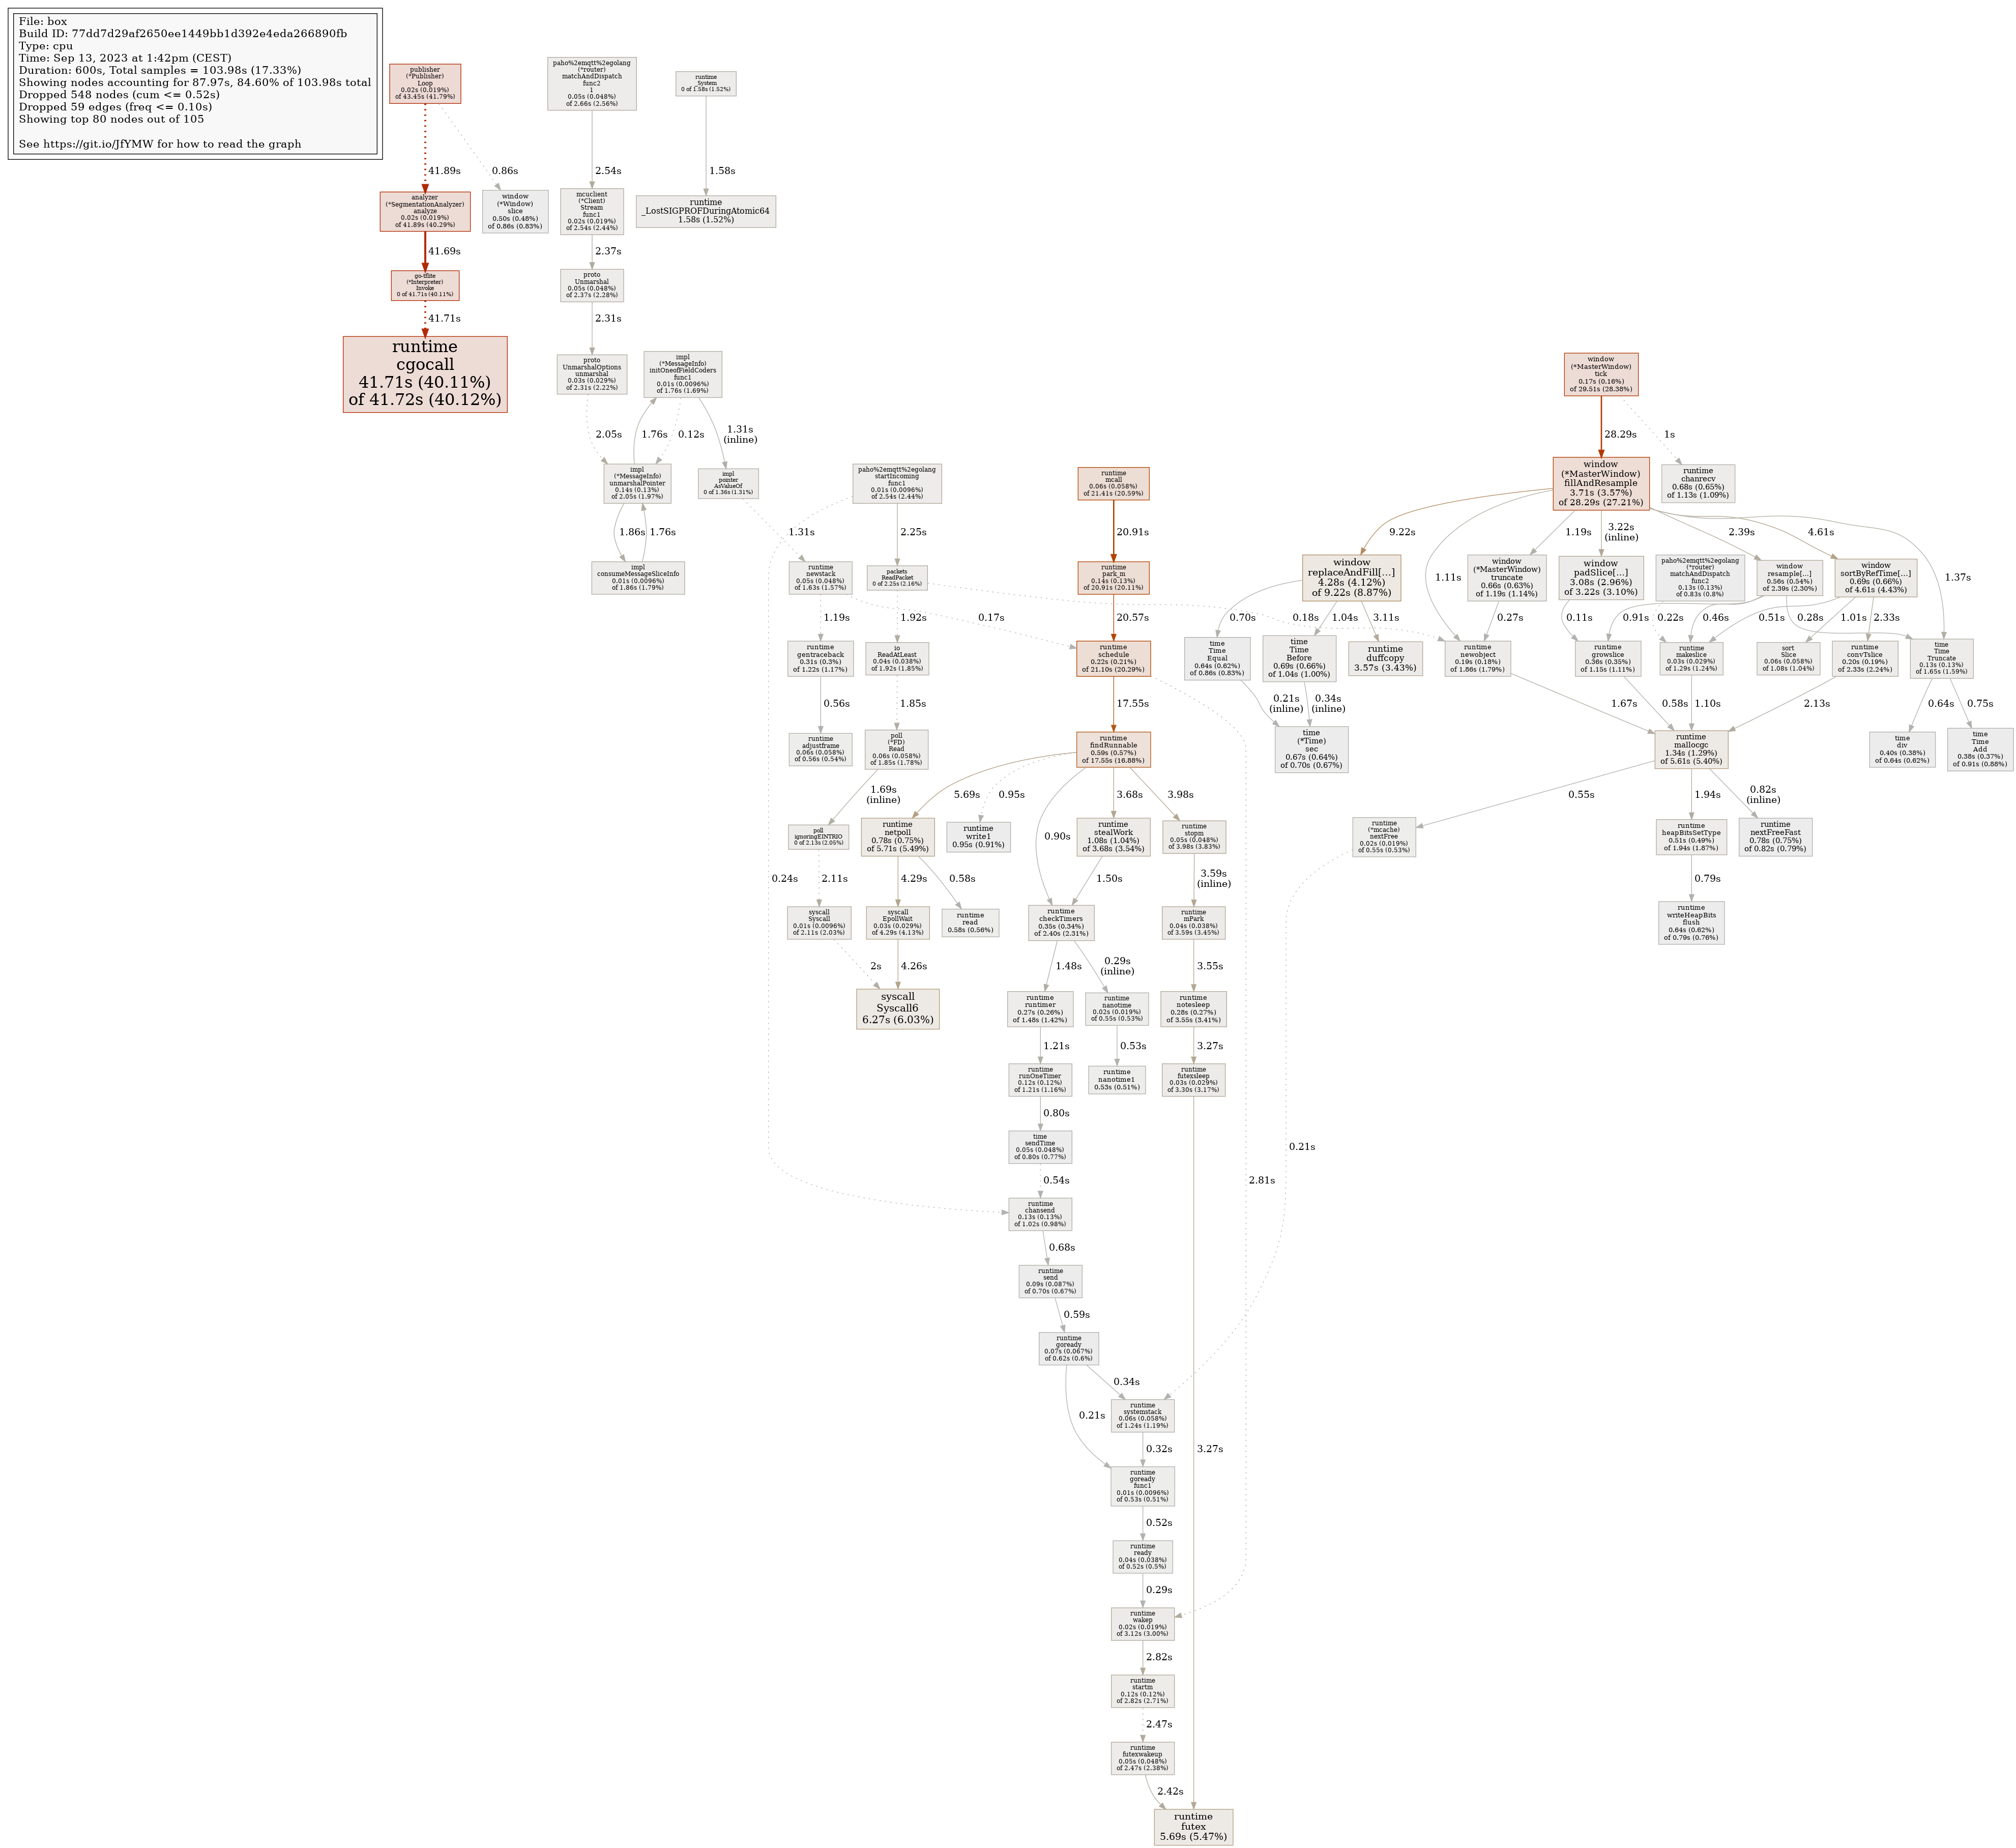 File: box
Build ID: 77dd7d29af2650ee1449bb1d392e4eda266890fb
Type: cpu
Time: Sep 13, 2023 at 1:42pm (CEST)
Duration: 600s, Total samples = 103.98s (17.33%)
Showing nodes accounting for 87.97s, 84.60% of 103.98s total
Dropped 548 nodes (cum <= 0.52s)
Dropped 59 edges (freq <= 0.10s)
Showing top 80 nodes out of 105
See https://git.io/JfYMW for how to read the graph
publisher
(*Publisher)
Loop
0.02s (0.019%)
of 43.45s (41.79%)
41.89s
0.86s
analyzer
(*SegmentationAnalyzer)
analyze
0.02s (0.019%)
of 41.89s (40.29%)
window
(*Window)
slice
0.50s (0.48%)
of 0.86s (0.83%)
41.69s
go-tflite
(*Interpreter)
Invoke
0 of 41.71s (40.11%)
41.71s
runtime
cgocall
41.71s (40.11%)
of 41.72s (40.12%)
paho%2emqtt%2egolang
(*router)
matchAndDispatch
func2
1
0.05s (0.048%)
of 2.66s (2.56%)
2.54s
mcuclient
(*Client)
Stream
func1
0.02s (0.019%)
of 2.54s (2.44%)
2.37s
proto
Unmarshal
0.05s (0.048%)
of 2.37s (2.28%)
2.31s
proto
UnmarshalOptions
unmarshal
0.03s (0.029%)
of 2.31s (2.22%)
2.05s
runtime
System
0 of 1.58s (1.52%)
1.58s
runtime
_LostSIGPROFDuringAtomic64
1.58s (1.52%)
impl
(*MessageInfo)
initOneofFieldCoders
func1
0.01s (0.0096%)
of 1.76s (1.69%)
1.76s
0.12s
1.31s
(inline)
impl
(*MessageInfo)
unmarshalPointer
0.14s (0.13%)
of 2.05s (1.97%)
1.86s
1.76s
impl
consumeMessageSliceInfo
0.01s (0.0096%)
of 1.86s (1.79%)
impl
pointer
AsValueOf
0 of 1.36s (1.31%)
1.31s
paho%2emqtt%2egolang
startIncoming
func1
0.01s (0.0096%)
of 2.54s (2.44%)
2.25s
0.24s
runtime
newstack
0.05s (0.048%)
of 1.63s (1.57%)
1.19s
0.17s
packets
ReadPacket
0 of 2.25s (2.16%)
1.92s
0.18s
runtime
gentraceback
0.31s (0.3%)
of 1.22s (1.17%)
0.56s
runtime
adjustframe
0.06s (0.058%)
of 0.56s (0.54%)
io
ReadAtLeast
0.04s (0.038%)
of 1.92s (1.85%)
1.85s
poll
(*FD)
Read
0.06s (0.058%)
of 1.85s (1.78%)
1.69s
(inline)
poll
ignoringEINTRIO
0 of 2.13s (2.05%)
2.11s
syscall
Syscall
0.01s (0.0096%)
of 2.11s (2.03%)
2s
runtime
mcall
0.06s (0.058%)
of 21.41s (20.59%)
20.91s
runtime
park_m
0.14s (0.13%)
of 20.91s (20.11%)
20.57s
runtime
schedule
0.22s (0.21%)
of 21.10s (20.29%)
17.55s
2.81s
runtime
findRunnable
0.59s (0.57%)
of 17.55s (16.88%)
5.69s
0.95s
0.90s
3.68s
3.98s
runtime
netpoll
0.78s (0.75%)
of 5.71s (5.49%)
4.29s
0.58s
runtime
write1
0.95s (0.91%)
runtime
stealWork
1.08s (1.04%)
of 3.68s (3.54%)
1.50s
runtime
stopm
0.05s (0.048%)
of 3.98s (3.83%)
3.59s
(inline)
syscall
EpollWait
0.03s (0.029%)
of 4.29s (4.13%)
4.26s
runtime
read
0.58s (0.56%)
syscall
Syscall6
6.27s (6.03%)
runtime
checkTimers
0.35s (0.34%)
of 2.40s (2.31%)
1.48s
0.29s
(inline)
runtime
mPark
0.04s (0.038%)
of 3.59s (3.45%)
3.55s
runtime
runtimer
0.27s (0.26%)
of 1.48s (1.42%)
1.21s
runtime
nanotime
0.02s (0.019%)
of 0.55s (0.53%)
0.53s
runtime
notesleep
0.28s (0.27%)
of 3.55s (3.41%)
3.27s
runtime
runOneTimer
0.12s (0.12%)
of 1.21s (1.16%)
0.80s
runtime
nanotime1
0.53s (0.51%)
runtime
futexsleep
0.03s (0.029%)
of 3.30s (3.17%)
3.27s
time
sendTime
0.05s (0.048%)
of 0.80s (0.77%)
0.54s
runtime
chansend
0.13s (0.13%)
of 1.02s (0.98%)
0.68s
runtime
send
0.09s (0.087%)
of 0.70s (0.67%)
0.59s
runtime
goready
0.07s (0.067%)
of 0.62s (0.6%)
0.34s
0.21s
runtime
systemstack
0.06s (0.058%)
of 1.24s (1.19%)
0.32s
runtime
goready
func1
0.01s (0.0096%)
of 0.53s (0.51%)
0.52s
runtime
ready
0.04s (0.038%)
of 0.52s (0.5%)
0.29s
runtime
wakep
0.02s (0.019%)
of 3.12s (3.00%)
2.82s
runtime
startm
0.12s (0.12%)
of 2.82s (2.71%)
2.47s
runtime
futexwakeup
0.05s (0.048%)
of 2.47s (2.38%)
2.42s
runtime
futex
5.69s (5.47%)
window
(*MasterWindow)
tick
0.17s (0.16%)
of 29.51s (28.38%)
28.29s
1s
window
(*MasterWindow)
fillAndResample
3.71s (3.57%)
of 28.29s (27.21%)
runtime
chanrecv
0.68s (0.65%)
of 1.13s (1.09%)
9.22s
1.11s
1.19s
3.22s
(inline)
2.39s
4.61s
1.37s
window
replaceAndFill[...]
4.28s (4.12%)
of 9.22s (8.87%)
0.70s
1.04s
3.11s
window
(*MasterWindow)
truncate
0.66s (0.63%)
of 1.19s (1.14%)
0.27s
window
padSlice[...]
3.08s (2.96%)
of 3.22s (3.10%)
0.11s
paho%2emqtt%2egolang
(*router)
matchAndDispatch
func2
0.13s (0.13%)
of 0.83s (0.8%)
0.22s
window
resample[...]
0.56s (0.54%)
of 2.39s (2.30%)
0.91s
0.46s
0.28s
window
sortByRefTime[...]
0.69s (0.66%)
of 4.61s (4.43%)
0.51s
1.01s
2.33s
time
Time
Equal
0.64s (0.62%)
of 0.86s (0.83%)
0.21s
(inline)
time
Time
Before
0.69s (0.66%)
of 1.04s (1.00%)
0.34s
(inline)
runtime
duffcopy
3.57s (3.43%)
time
(*Time)
sec
0.67s (0.64%)
of 0.70s (0.67%)
runtime
newobject
0.19s (0.18%)
of 1.86s (1.79%)
1.67s
runtime
growslice
0.36s (0.35%)
of 1.15s (1.11%)
0.58s
runtime
makeslice
0.03s (0.029%)
of 1.29s (1.24%)
1.10s
sort
Slice
0.06s (0.058%)
of 1.08s (1.04%)
runtime
convTslice
0.20s (0.19%)
of 2.33s (2.24%)
2.13s
time
Time
Truncate
0.13s (0.13%)
of 1.65s (1.59%)
0.64s
0.75s
runtime
mallocgc
1.34s (1.29%)
of 5.61s (5.40%)
0.55s
1.94s
0.82s
(inline)
time
div
0.40s (0.38%)
of 0.64s (0.62%)
time
Time
Add
0.38s (0.37%)
of 0.91s (0.88%)
runtime
(*mcache)
nextFree
0.02s (0.019%)
of 0.55s (0.53%)
0.21s
runtime
heapBitsSetType
0.51s (0.49%)
of 1.94s (1.87%)
0.79s
runtime
nextFreeFast
0.78s (0.75%)
of 0.82s (0.79%)
runtime
writeHeapBits
flush
0.64s (0.62%)
of 0.79s (0.76%)